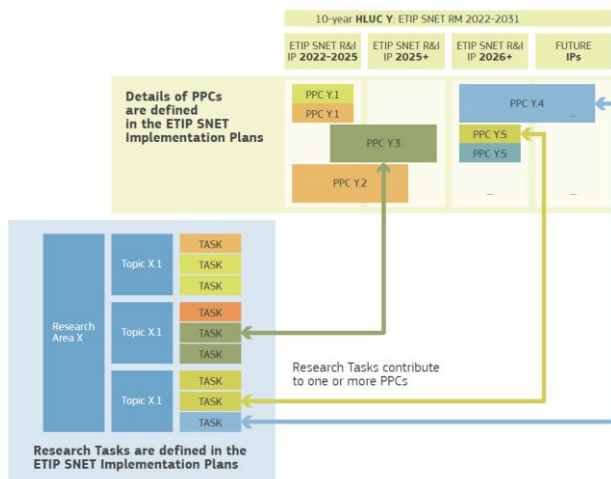 10-year HLUC Y: ETIP SNET RM 2022-2031
ETIP SNET R&I
IP 2022-2025
ETIP SNET R&I
IP 2025+
ETIP SNET R&I
IP 2026+
FUTURE
IPs
Details of PPCs
are defined
in the ETIP SNET
Implementation Plans
PPC Y.1
PPC Y.1
PPC Y.3
PPC Y.2
PPC Y.4
...
PPC Y.5
PPC Y.5
...
...
Research
Area X
Topic X.1
TASK
TASK
TASK
Topic X.1
TASK
TASK
TASK
Topic X.1
TASK
TASK
TASK
Research Tasks contribute
to one or more PPCs
Research Tasks are defined in the
ETIP SNET Implementation Plans